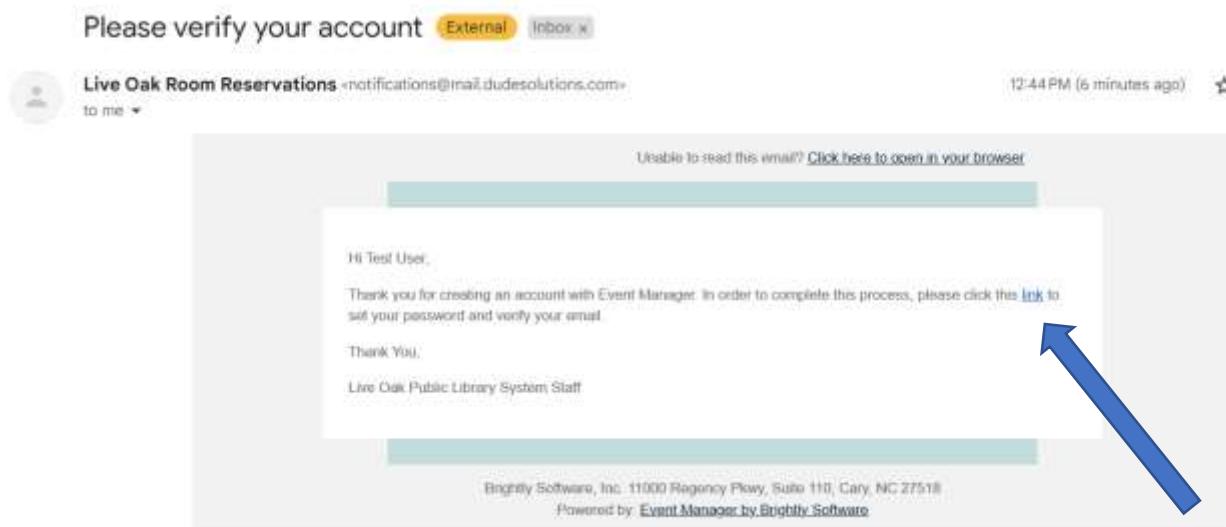 Please verify your account External Inbox x
Live Oak Room Reservations <notifications@mail.dudesolutions.com> 12:44 PM (6 minutes ago)
to me
Unable to read this email? Click here to open in your browser
Hi Test User,
Thank you for creating an account with Event Manager. In order to complete this process, please click this link to
set your password and verify your email.
Thank You,
Live Oak Public Library System Staff
Brightly Software, Inc. 11000 Regency Pkwy, Suite 110, Cary, NC 27518
Powered by: Event Manager by Brightly Software